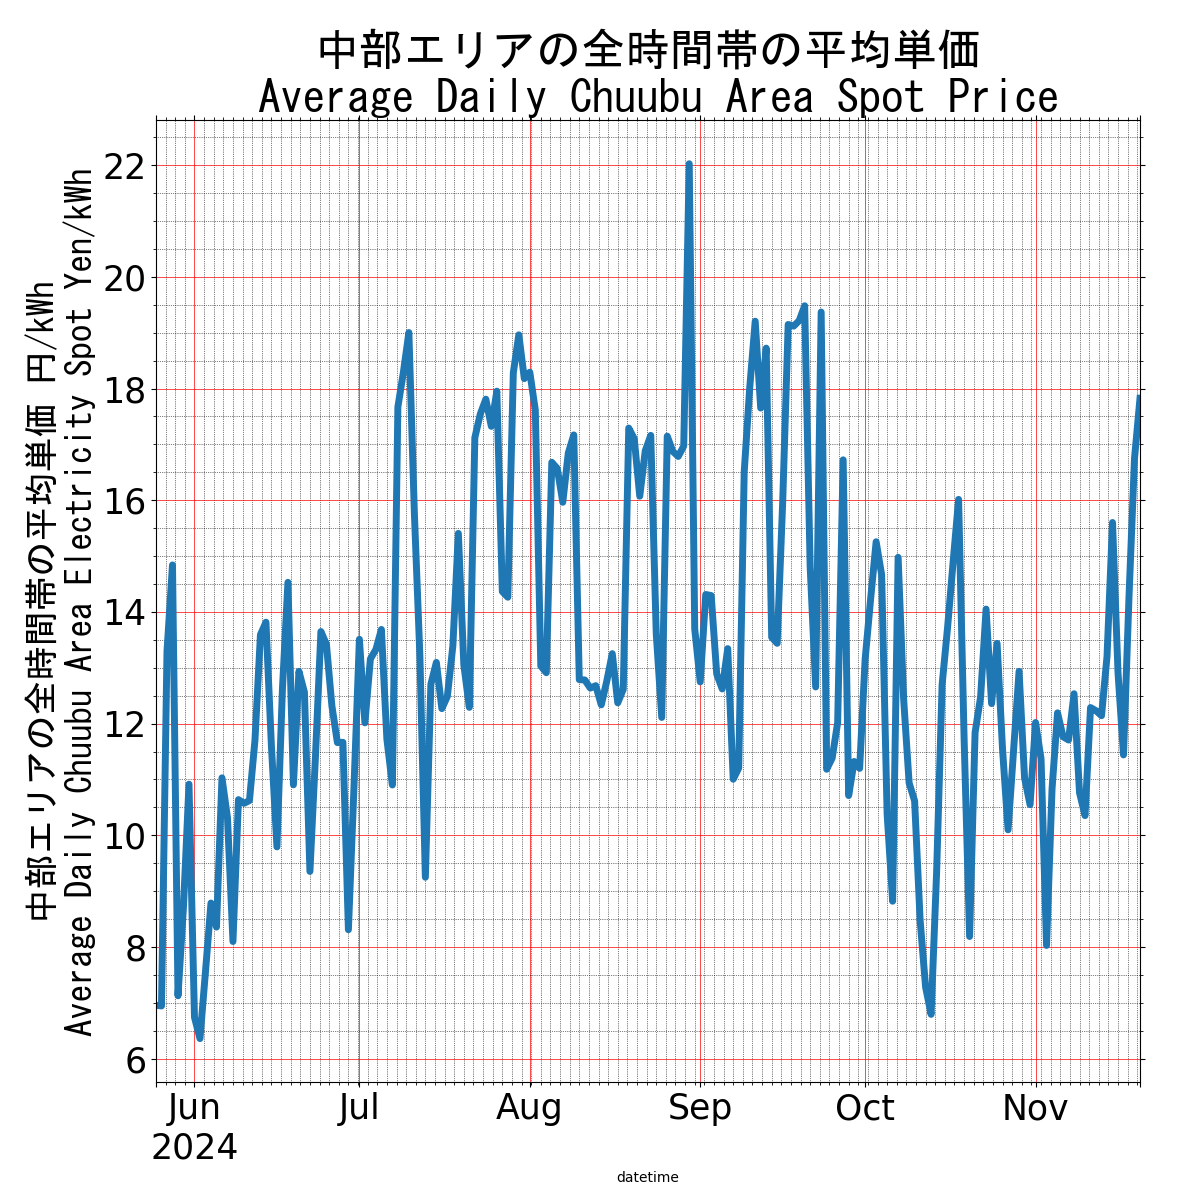 中部エリアの全時間帯の平均単価
Average Daily Chuubu Area Spot Price
中部エリアの全時間帯の平均単価 円/kWh
Average Daily Chuubu Area Electricity Spot Yen/kWh
22
20
18
16
14
12
10
8
6
Jun Jul Aug Sep Oct Nov
2024
datetime